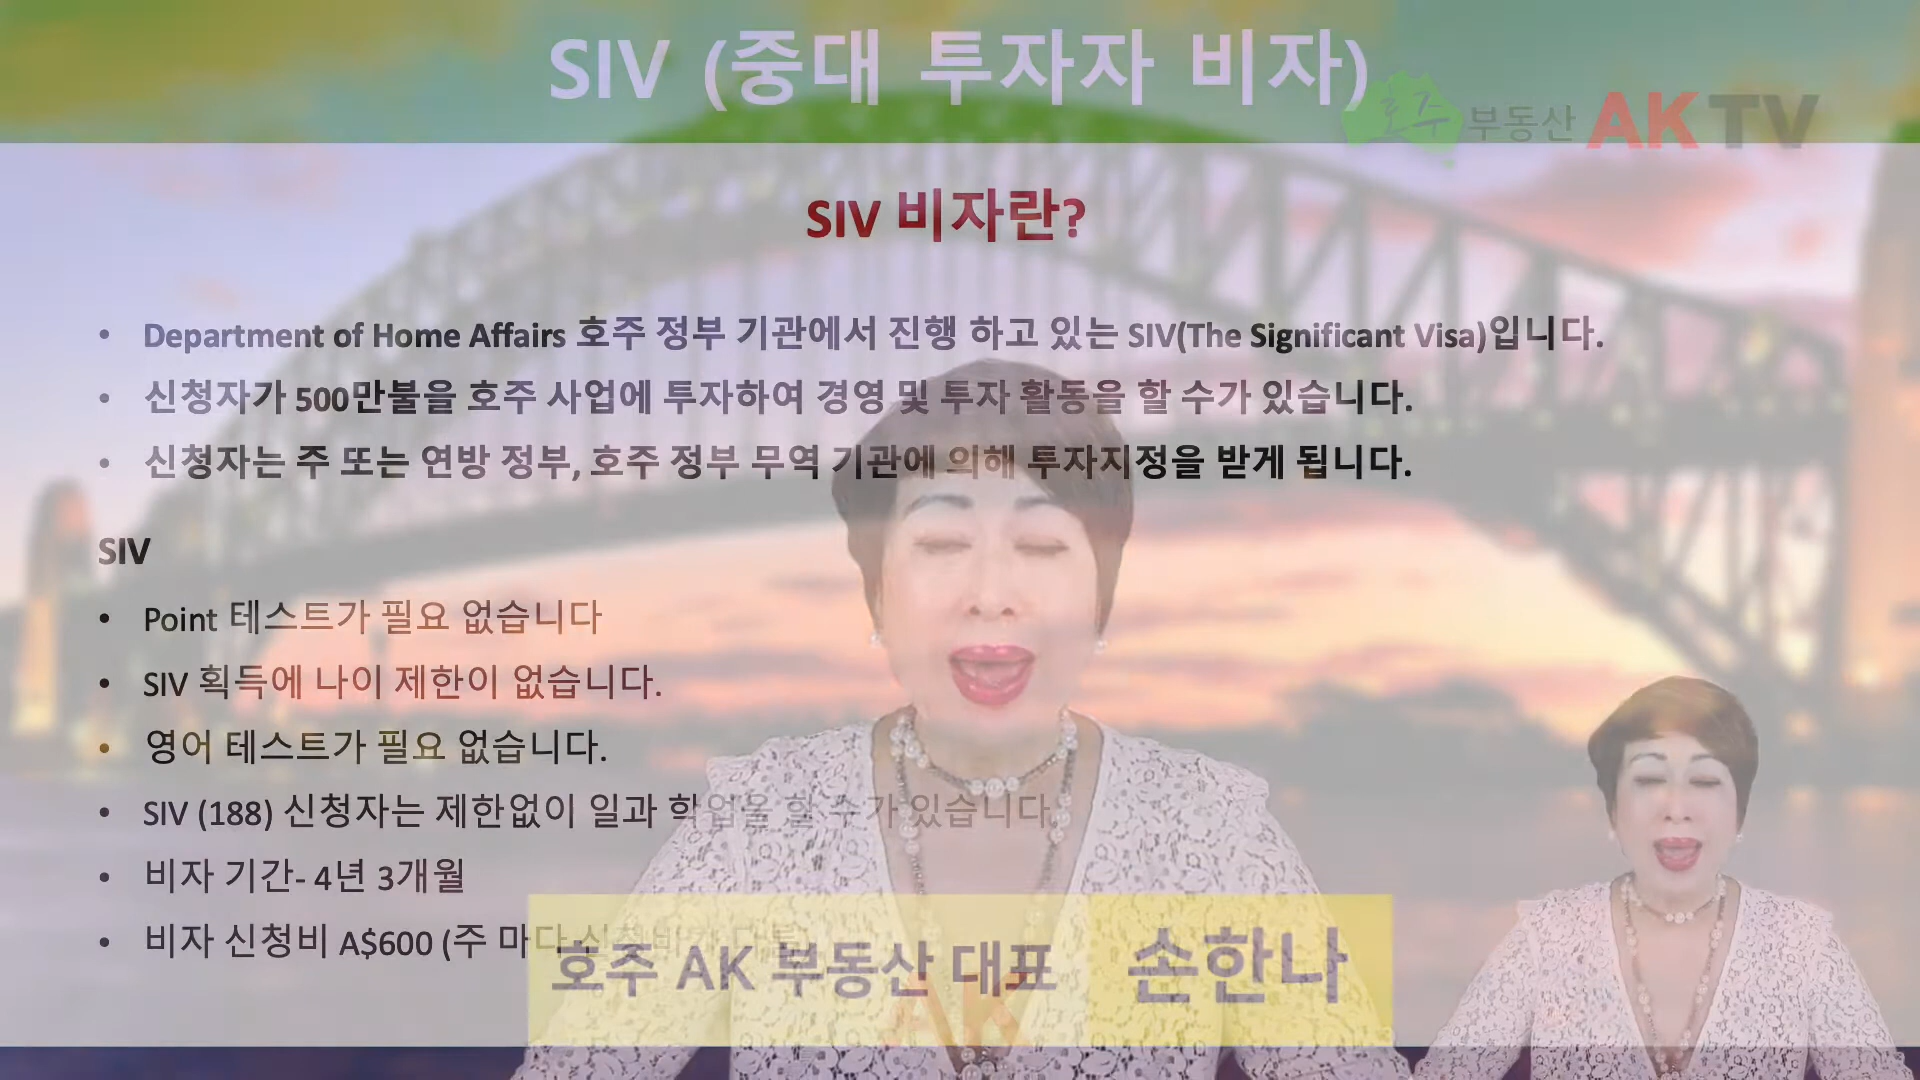 SIV (중대 투자자 비자)
호주 부동산 AK TV
SIV 비자란?
• Department of Home Affairs 호주 정부 기관에서 진행 하고 있는 SIV(The Significant Visa)입니다.
• 신청자가 500만불을 호주 사업에 투자하여 경영 및 투자 활동을 할 수가 있습니다.
• 신청자는 주 또는 연방 정부, 호주 정부 무역 기관에 의해 투자지정을 받게 됩니다.
SIV
• Point 테스트가 필요 없습니다
• SIV 획득에 나이 제한이 없습니다.
• 영어 테스트가 필요 없습니다.
• SIV (188) 신청자는 제한없이 일과 학업을 할 수가 있습니다.
• 비자 기간- 4년 3개월
• 비자 신청비 A$600 (주 마다 신청비가 다름)
호주 AK 부동산 대표 손한나
AK